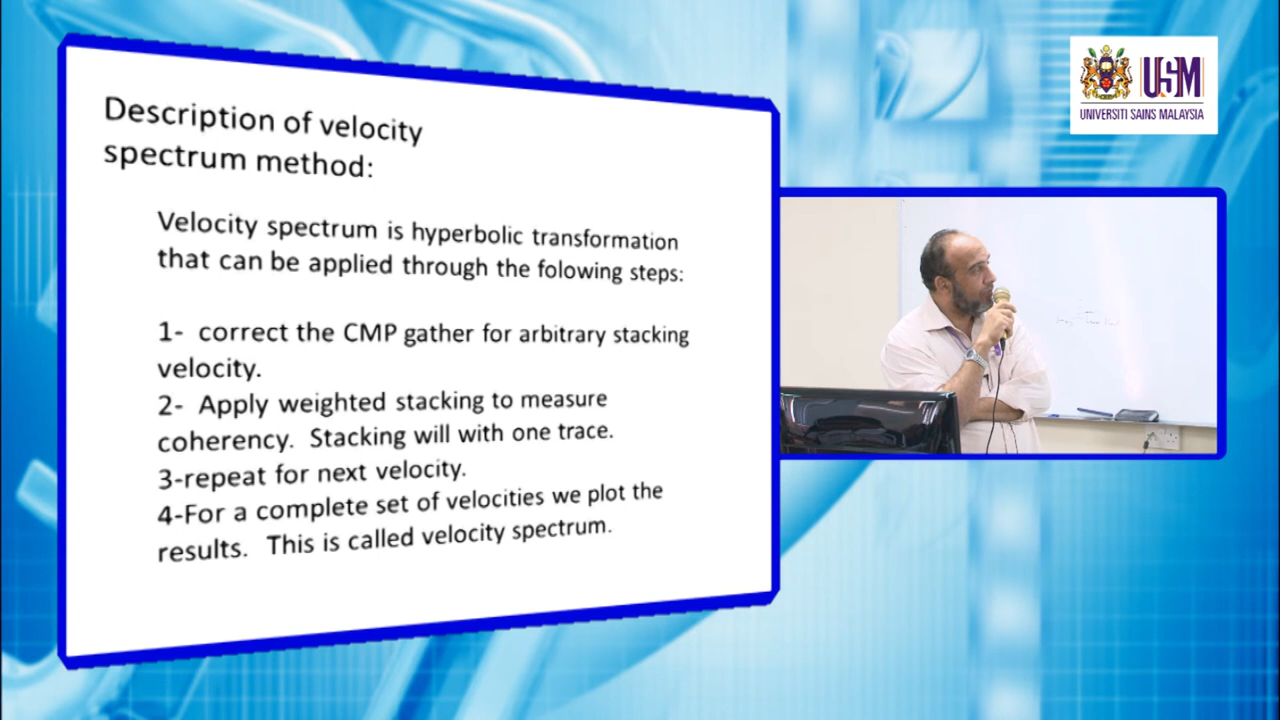 Description of velocity
spectrum method:
Velocity spectrum is hyperbolic transformation
that can be applied through the folowing steps:
1- correct the CMP gather for arbitrary stacking
velocity.
2- Apply weighted stacking to measure
coherency. Stacking will with one trace.
3-repeat for next velocity.
4-For a complete set of velocities we plot the
results. This is called velocity spectrum.
USM
UNIVERSITI SAINS MALAYSIA